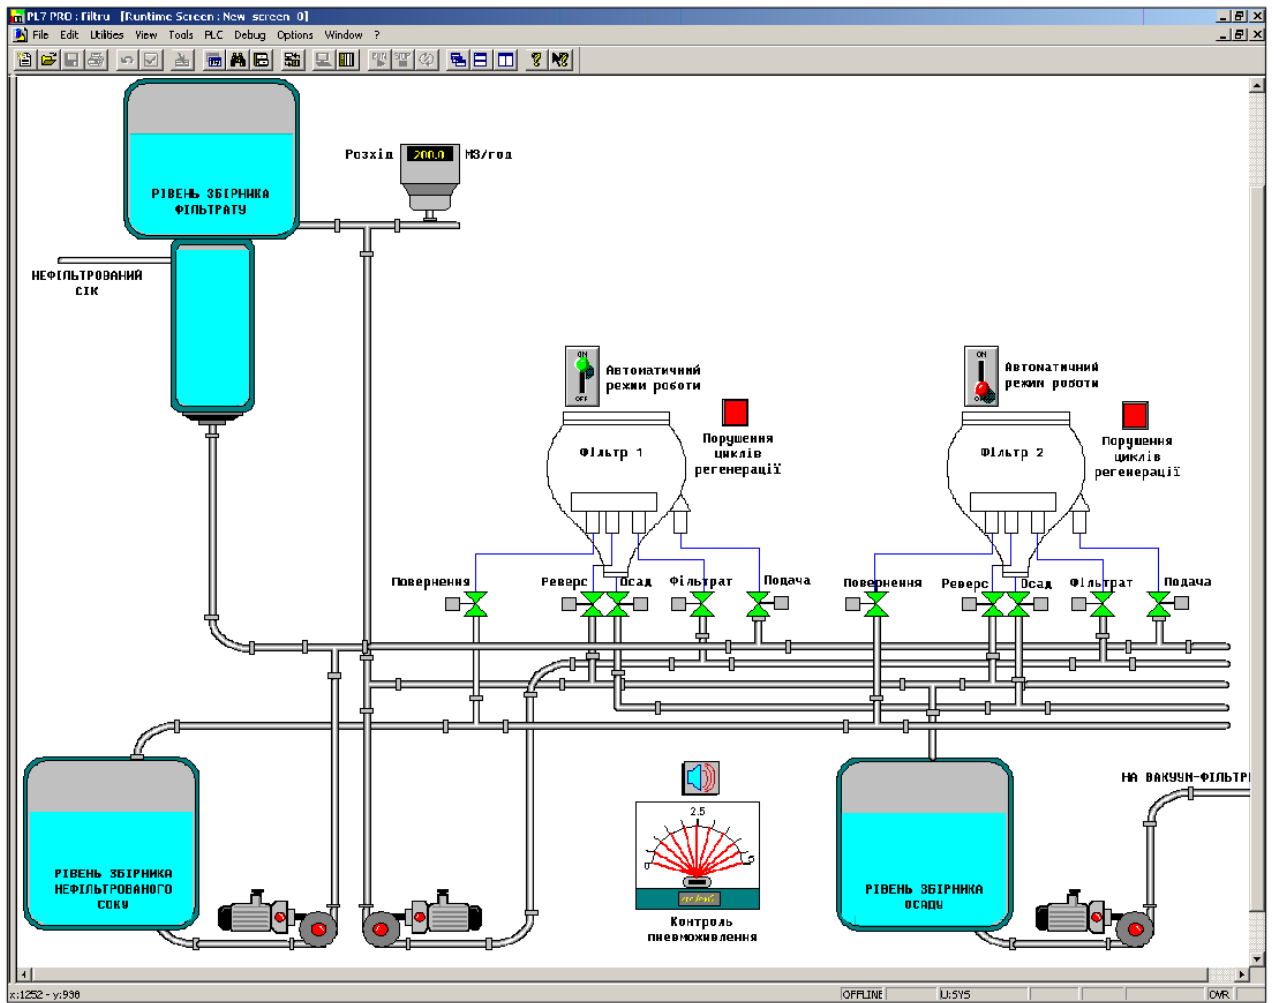 PL7 PRO : Filtru [Runtime Screen : New screen 0]
File Edit Utilities View Tools PLC Debug Options Window ?
Розхід 200.0 М3/год
РІВЕНЬ ЗБІРНИКА
ФІЛЬТРАТУ
НЕФІЛЬТРОВАНИЙ
СІК
ON
OFF
Автоматичний
режим роботи
ON
OFF
Автоматичний
режим роботи
Порушення
циклів
регенерації
Порушення
циклів
регенерації
Фільтр 1
Фільтр 2
Повернення Реверс Осад Фільтрат Подача
Повернення Реверс Осад Фільтрат Подача
НА ВАКУУМ-ФІЛЬТР
2.5
0
5
РІВЕНЬ ЗБІРНИКА
НЕФІЛЬТРОВАНОГО
СОКУ
РІВЕНЬ ЗБІРНИКА
ОСАДУ
Контроль
пневможивлення
x:1252 - y:936 OFFLINE U:SYS OVR